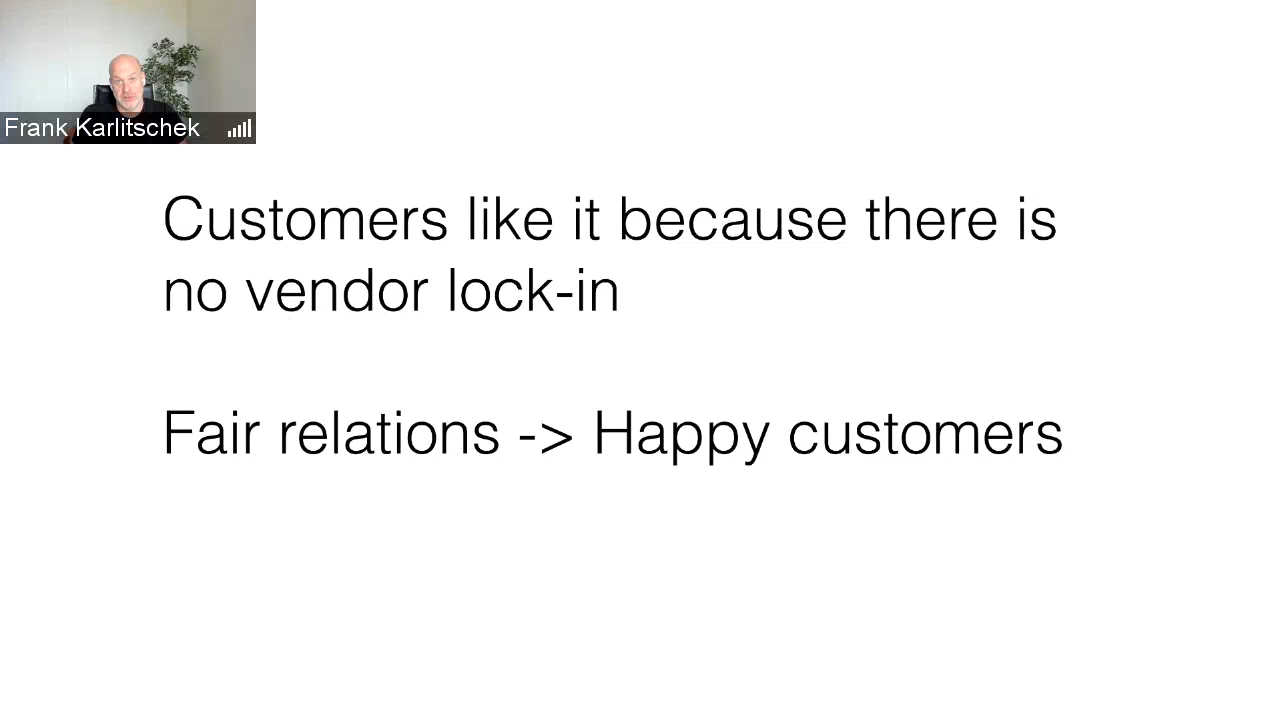 Frank Karlitschek
Customers like it because there is
no vendor lock-in
Fair relations -> Happy customers